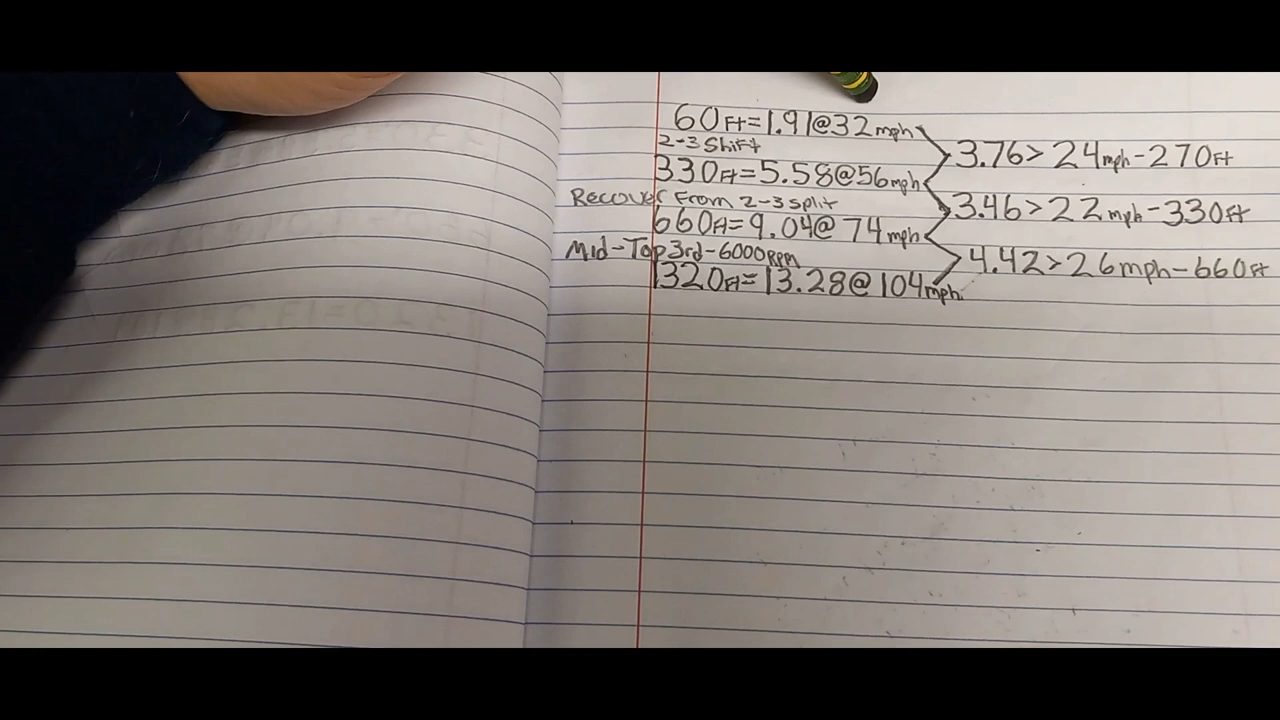 60Ft=1.91@32mph
3.76>24mph-270Ft
2-3 Shift
330Ft=5.58@56mph
3.46>22mph-330Ft
Recover From 2-3 split
660Ft=9.04@74mph
4.42>26mph-660Ft
Mid-Top 3rd-6000RPM
1320Ft=13.28@104mph.